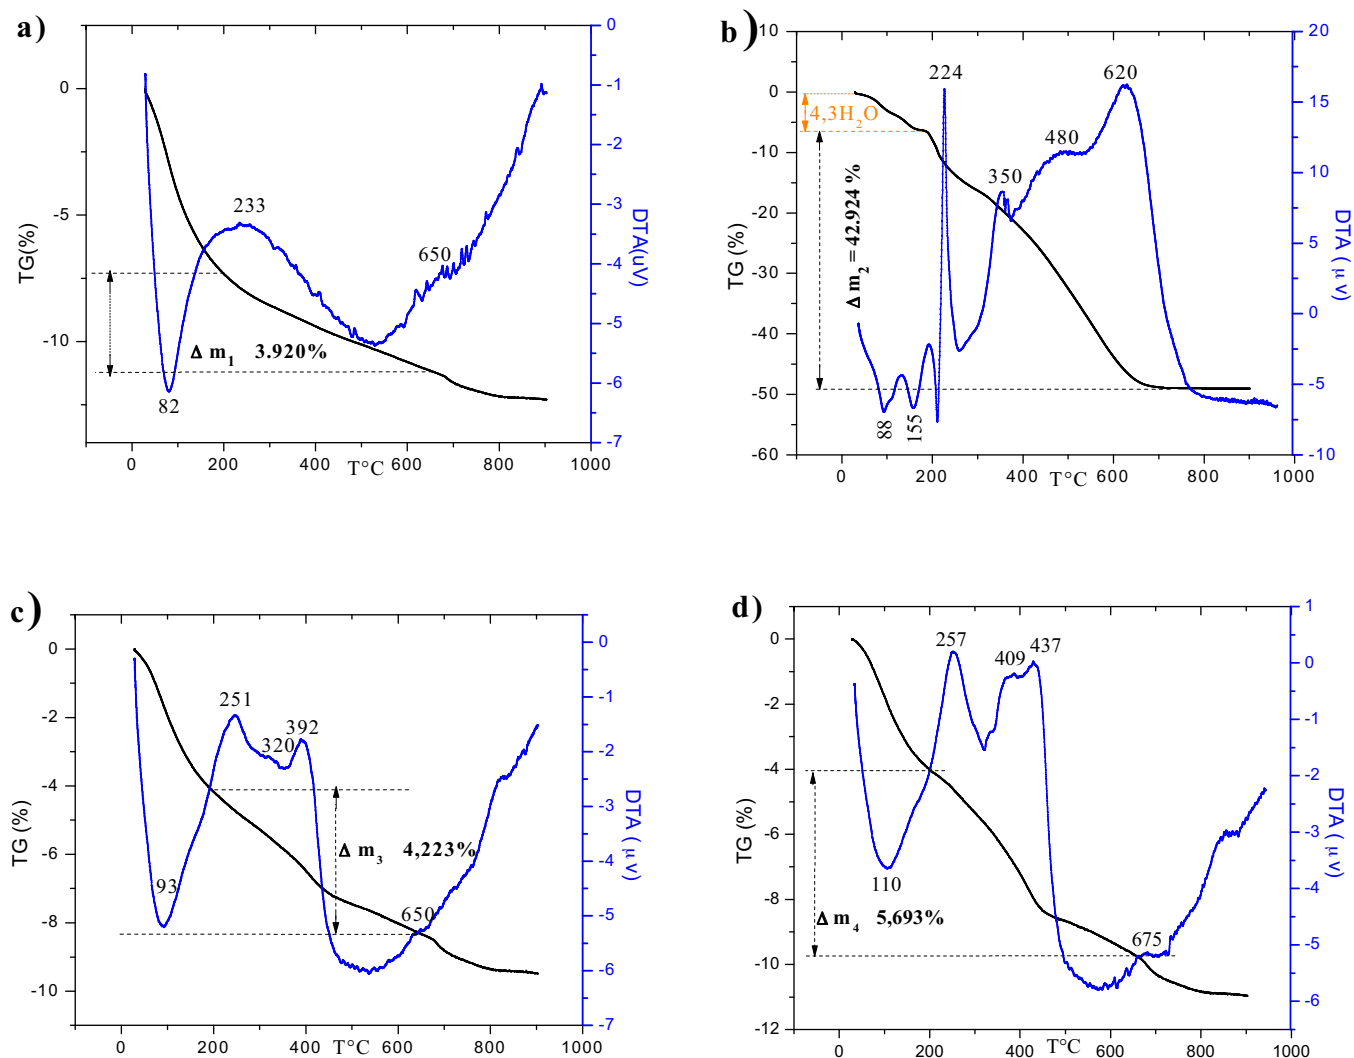 a)
TG(%)
0
-5
-10
0
-1
-2
-3
-4
-5
-6
-7
DTA(uV)
233
650
Δ m1 3.920%
82
0 200 400 600 800 1000
T°C
b)
TG (%)
10
0
-10
-20
-30
-40
-50
-60
20
15
10
5
0
-5
-10
DTA ( μ v)
224
620
4,3H2O
480
350
Δ m2 = 42.924 %
88
155
0 200 400 600 800 1000
T°C
c)
TG (%)
0
-2
-4
-6
-8
-10
0
-1
-2
-3
-4
-5
-6
-7
DTA ( μ v)
251
320
392
Δ m3 4,223%
93
650
0 200 400 600 800 1000
T°C
d)
TG (%)
0
-2
-4
-6
-8
-10
-12
1
0
-1
-2
-3
-4
-5
-6
DTA ( μ v)
257
409
437
110
Δ m4 5,693%
675
0 200 400 600 800 1000
T°C